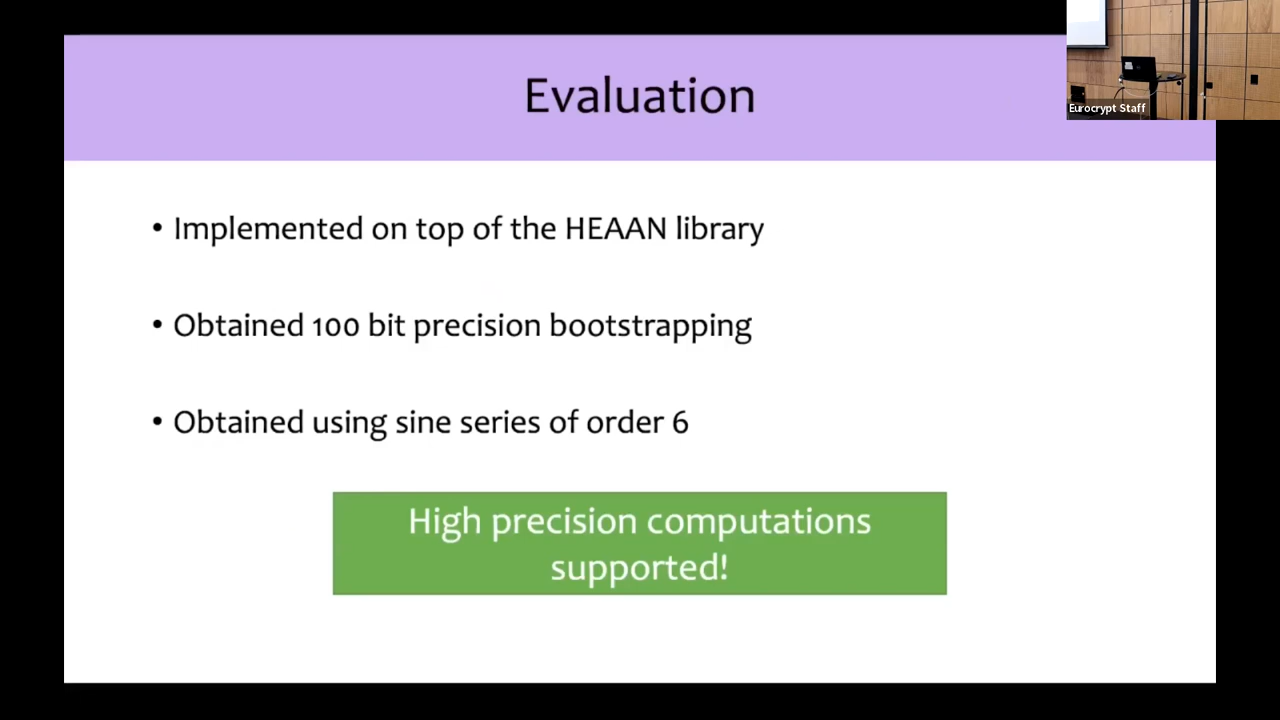 Evaluation
Eurocrypt Staff
• Implemented on top of the HEAAN library
• Obtained 100 bit precision bootstrapping
• Obtained using sine series of order 6
High precision computations
supported!